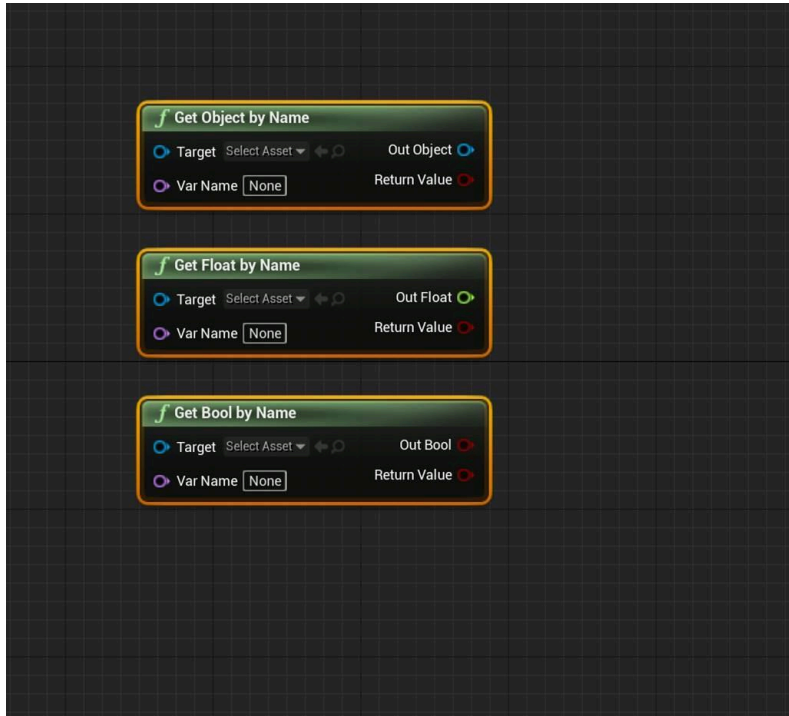 f Get Object by Name
Target Select Asset Out Object
Var Name None Return Value
f Get Float by Name
Target Select Asset Out Float
Var Name None Return Value
f Get Bool by Name
Target Select Asset Out Bool
Var Name None Return Value